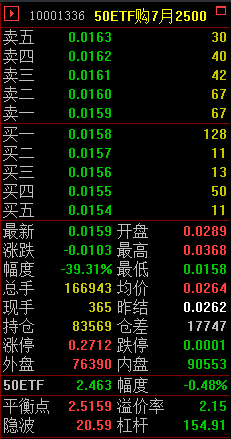 10001336 50ETF购7月2500
卖五 0.0163 30
卖四 0.0162 40
卖三 0.0161 42
卖二 0.0160 67
卖一 0.0159 67
买一 0.0158 128
买二 0.0157 11
买三 0.0156 13
买四 0.0155 50
买五 0.0154 11
最新 0.0159 开盘 0.0289
涨跌 -0.0103 最高 0.0368
幅度 -39.31% 最低 0.0158
总手 166943 均价 0.0264
现手 365 昨结 0.0262
持仓 83569 仓差 17747
涨停 0.2712 跌停 0.0001
外盘 76390 内盘 90553
50ETF 2.463 幅度 -0.48%
平衡点 2.5159 溢价率 2.15
隐波 20.59 杠杆 154.91